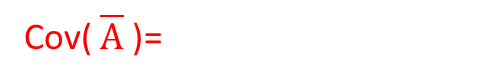 Cov( A̅ )=